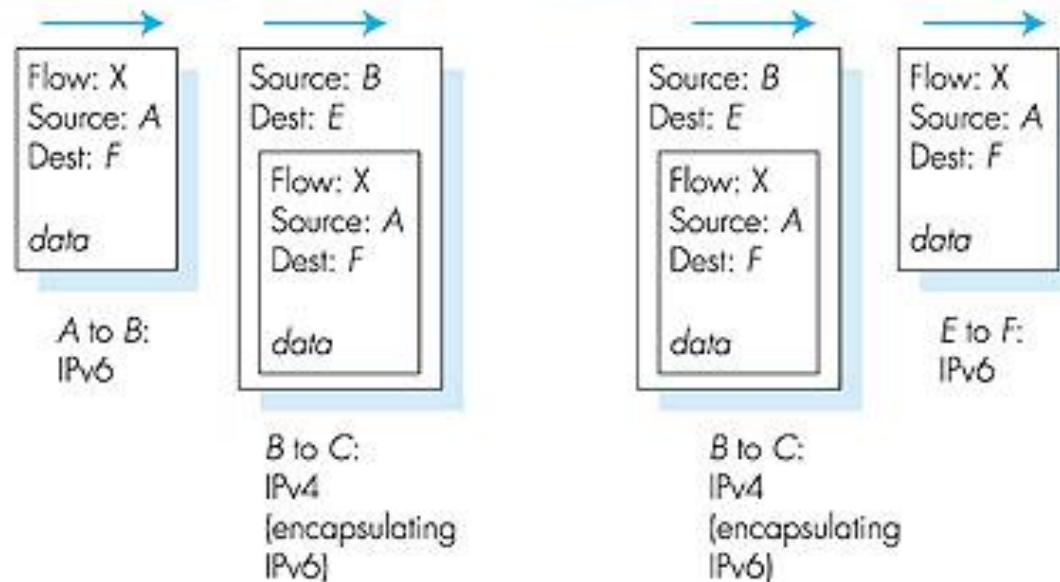 Flow: X
Source: A
Dest: F
data
A to B:
IPv6
Source: B
Dest: E
Flow: X
Source: A
Dest: F
data
B to C:
IPv4
(encapsulating
IPv6)
Source: B
Dest: E
Flow: X
Source: A
Dest: F
data
B to C:
IPv4
(encapsulating
IPv6)
Flow: X
Source: A
Dest: F
data
E to F:
IPv6